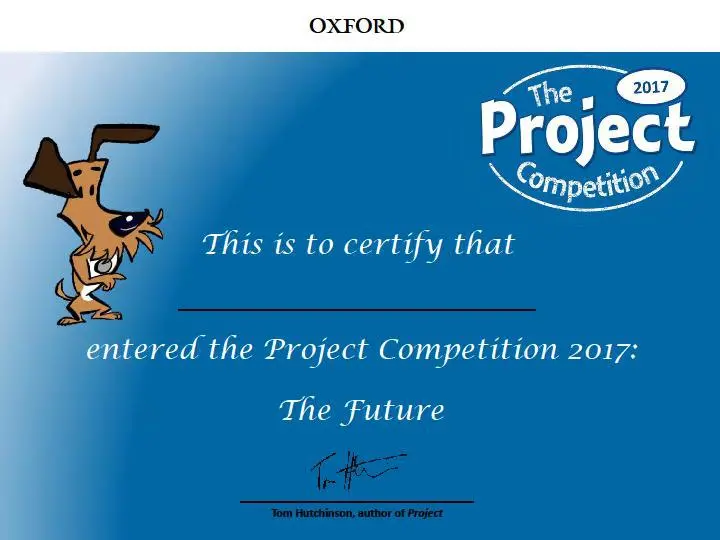 OXFORD
The
2017
Project
Competition
This is to certify that
entered the Project Competition 2017:
The Future
Tom Hutchinson, author of Project